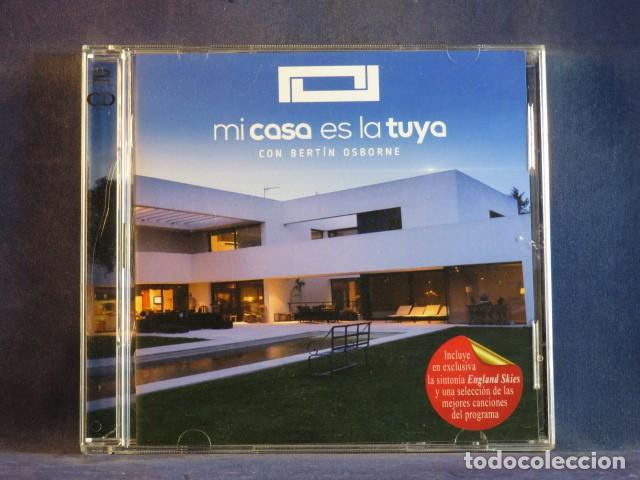 mi casa es la tuya
CON BERTÍN OSBORNE
Incluye
en exclusiva
la sintonía England Skies
y una selección de las
mejores canciones
del programa
todocoleccion.net